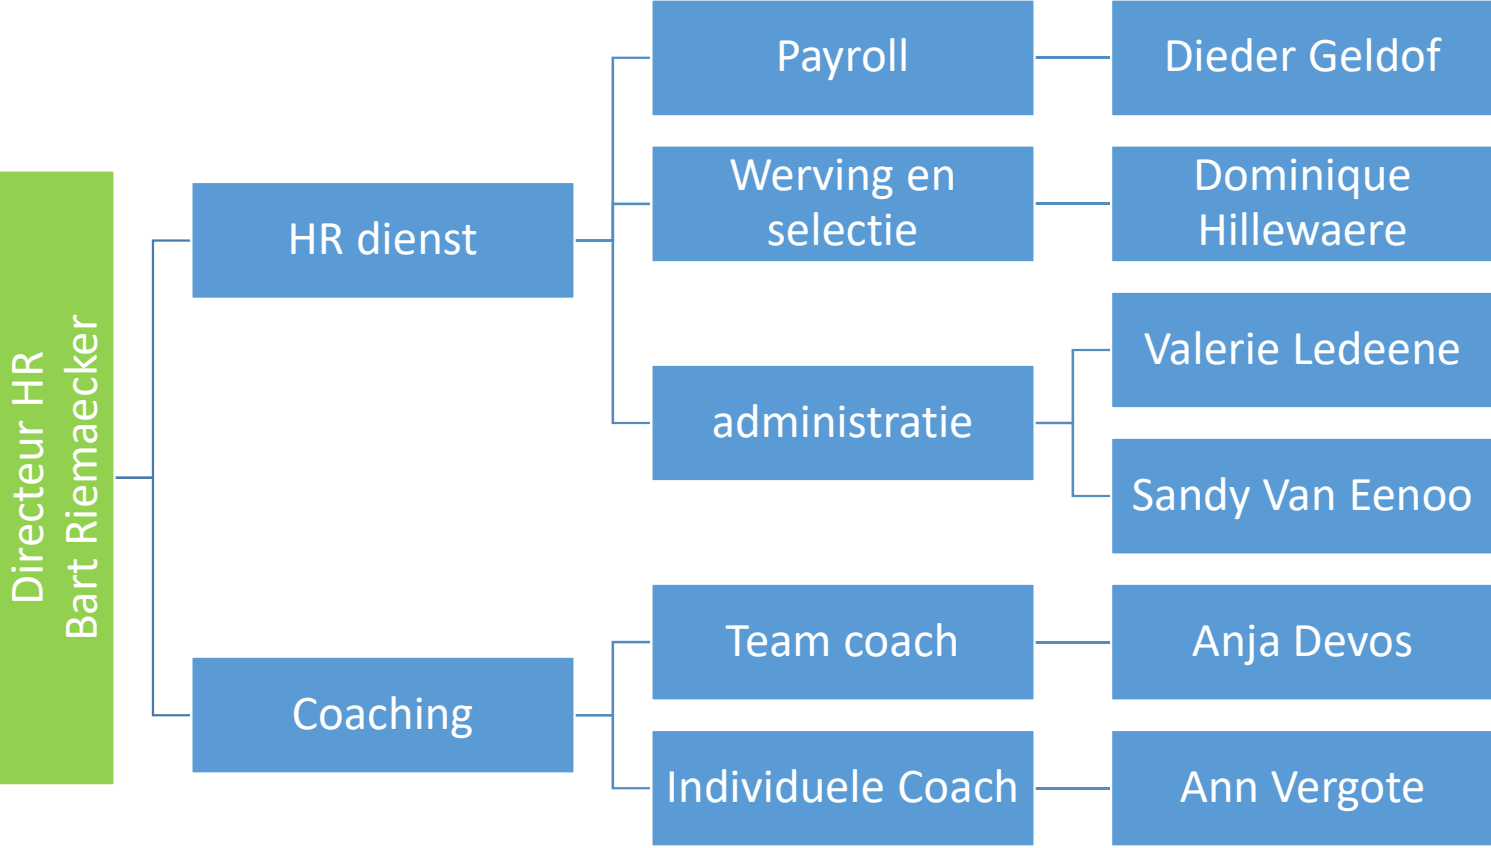 Directeur HR
Bart Riemaecker
HR dienst
Payroll
Dieder Geldof
Werving en
selectie
Dominique
Hillewaere
administratie
Valerie Ledeene
Sandy Van Eenoo
Coaching
Team coach
Anja Devos
Individuele Coach
Ann Vergote